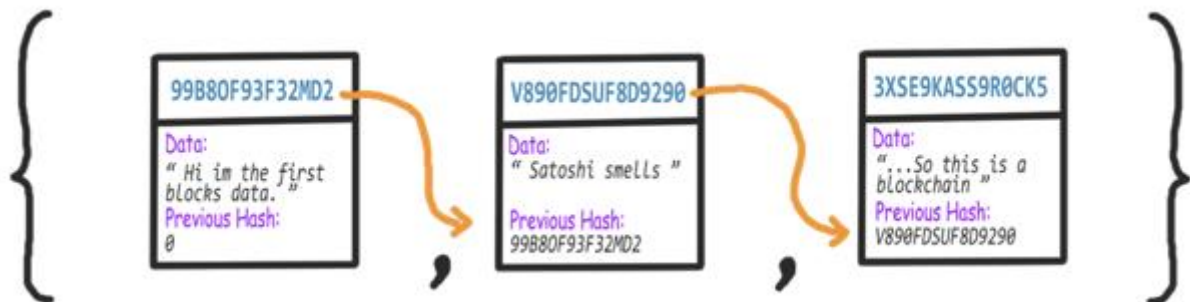 99B8OF93F32MD2
Data:
“ Hi im the first
blocks data. ”
Previous Hash:
0
,
V890FDSUF8D9290
Data:
“ Satoshi smells ”
Previous Hash:
99B8OF93F32MD2
,
3XSE9KASS9R0CK5
Data:
“...So this is a
blockchain ”
Previous Hash:
V890FDSUF8D9290